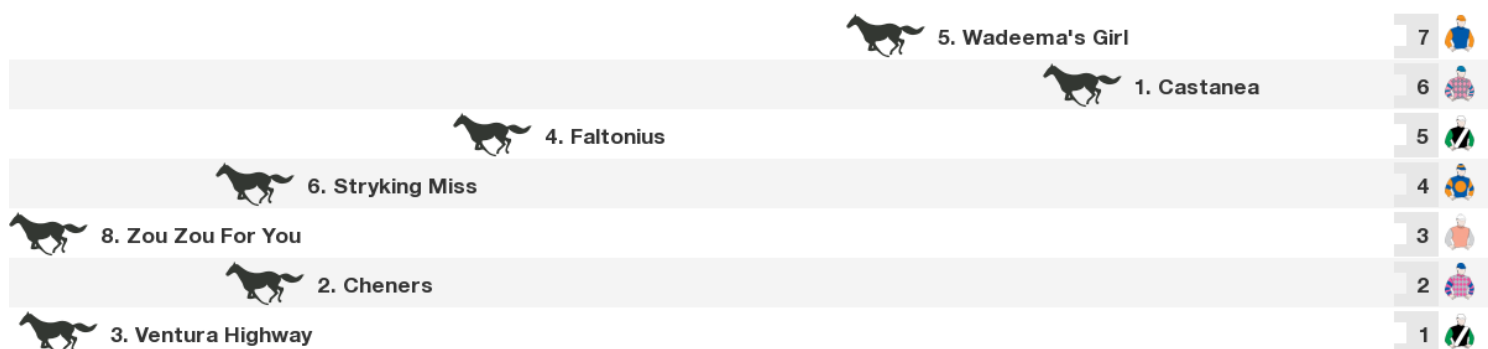 5. Wadeema's Girl 7
1. Castanea 6
4. Faltonius 5
6. Stryking Miss 4
8. Zou Zou For You 3
2. Cheners 2
3. Ventura Highway 1